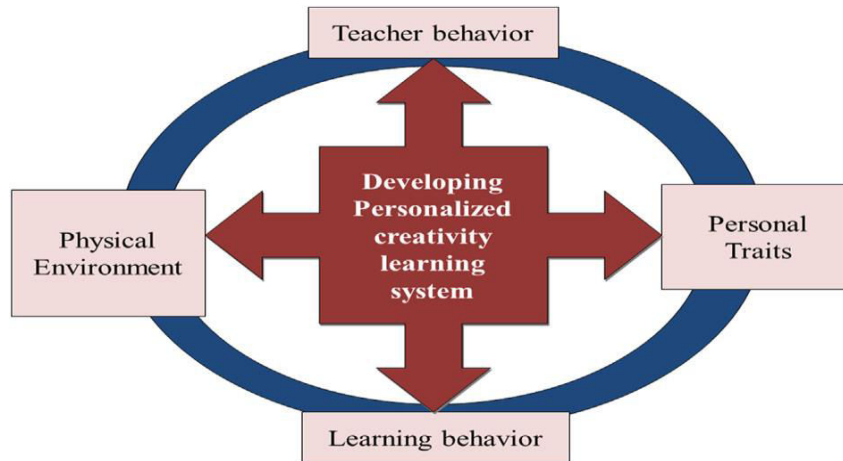 Teacher behavior
Developing
Personalized
creativity
learning
system
Physical
Environment
Personal
Traits
Learning behavior